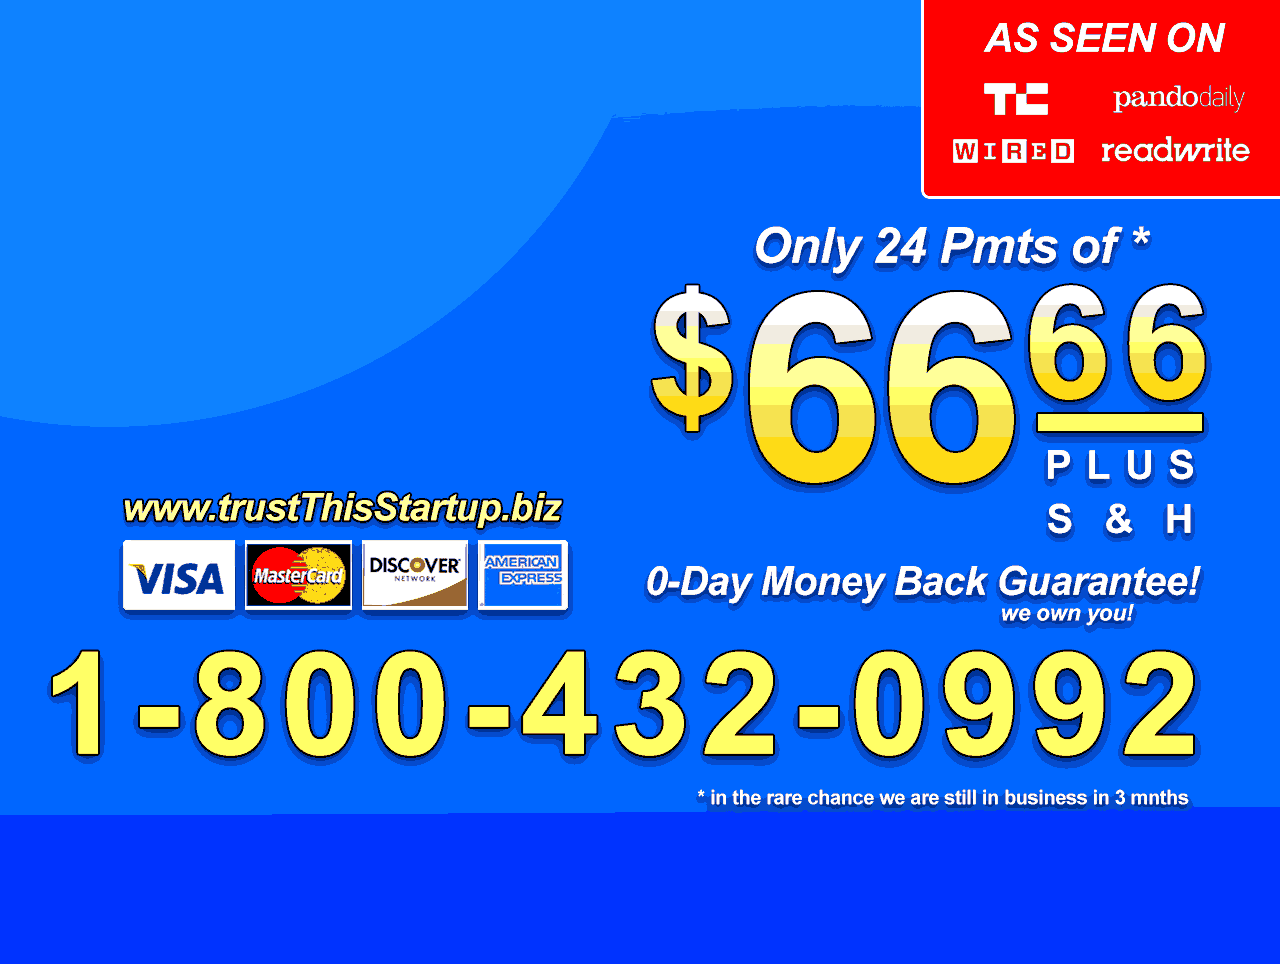 AS SEEN ON
TC
pandodaily
WIRED
readwrite
Only 24 Pmts of *
$66 66
PLUS
S & H
www.trustThisStartup.biz
VISA
MasterCard
DISCOVER
NETWORK
AMERICAN
EXPRESS
0-Day Money Back Guarantee!
we own you!
1-800-432-0992
* in the rare chance we are still in business in 3 mnths